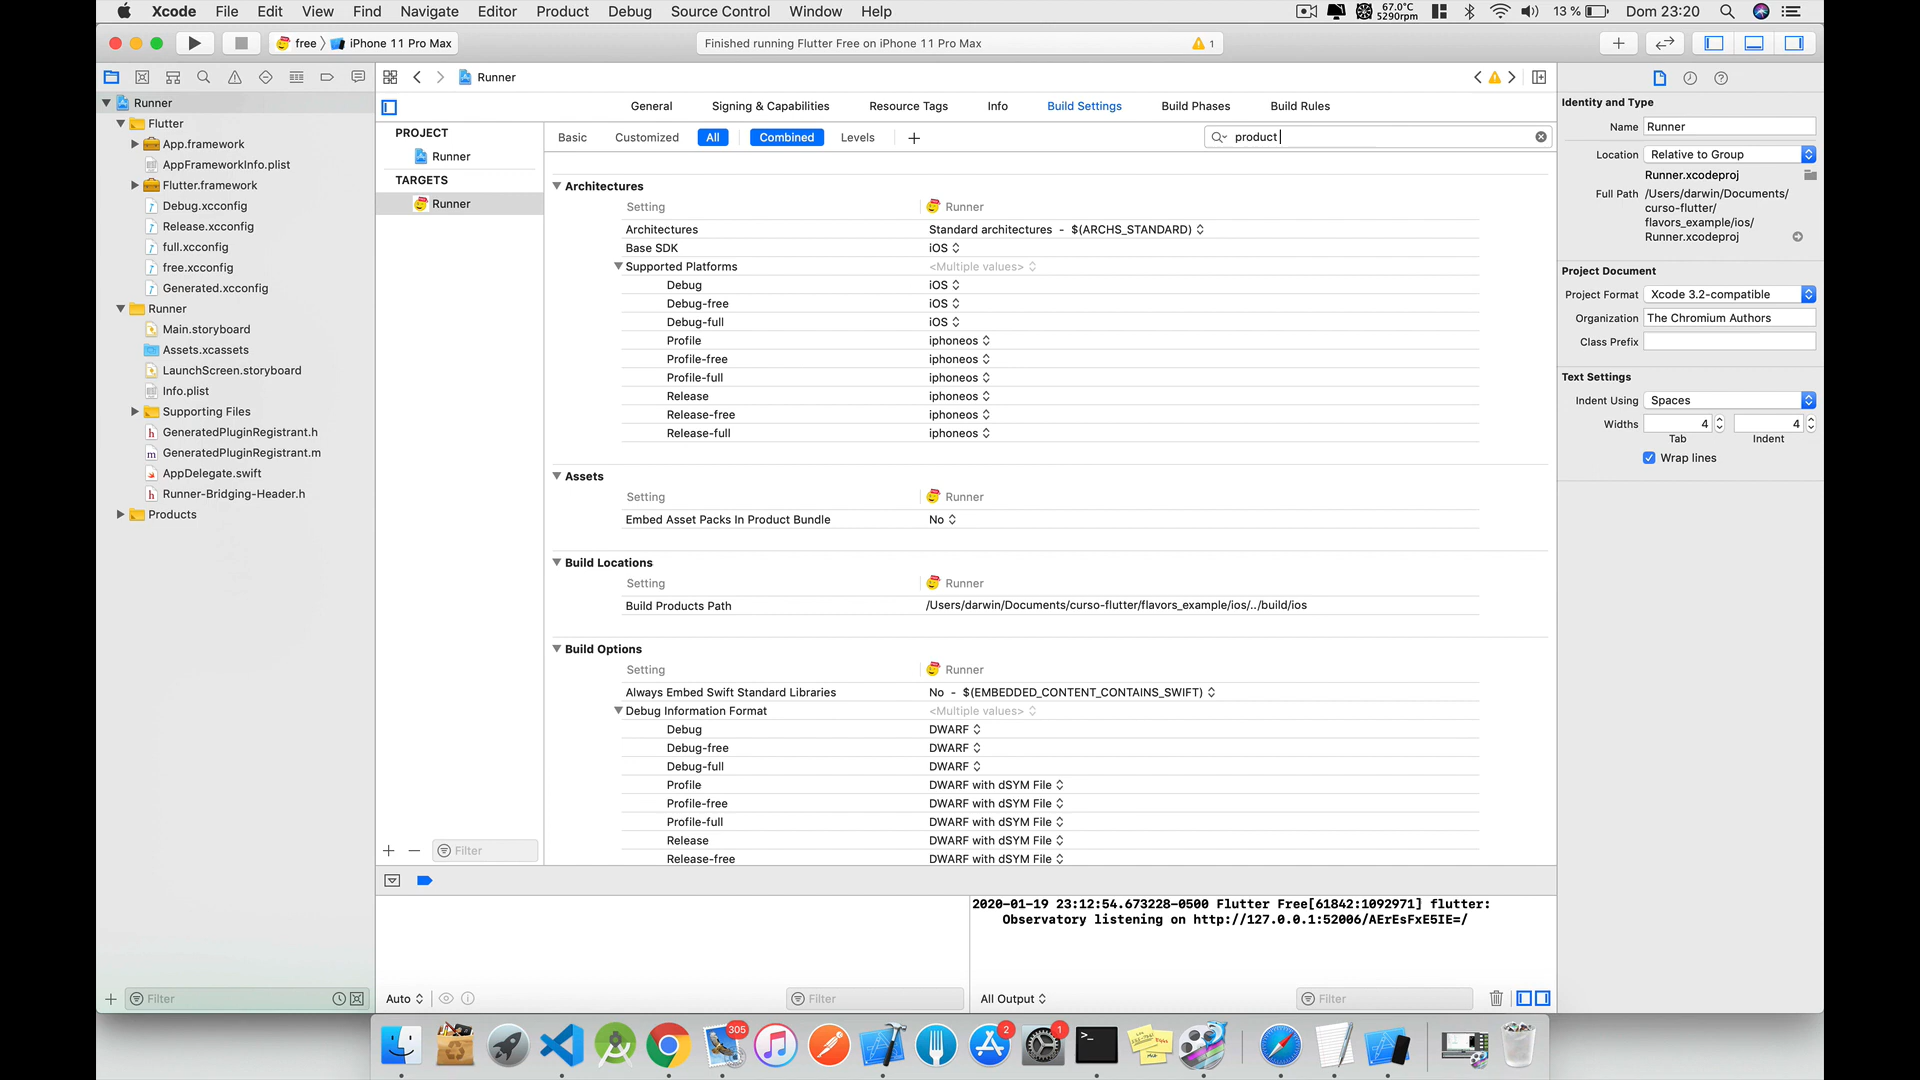 Xcode File Edit View Find Navigate Editor Product Debug Source Control Window Help
67.0°C
5290rpm
13 % Dom 23:20
free 〉 iPhone 11 Pro Max
Finished running Flutter Free on iPhone 11 Pro Max
1
Runner
Runner
Flutter
App.framework
AppFrameworkInfo.plist
Flutter.framework
Debug.xcconfig
Release.xcconfig
full.xcconfig
free.xcconfig
Generated.xcconfig
Runner
Main.storyboard
Assets.xcassets
LaunchScreen.storyboard
Info.plist
Supporting Files
GeneratedPluginRegistrant.h
GeneratedPluginRegistrant.m
AppDelegate.swift
Runner-Bridging-Header.h
Products
Filter
General Signing & Capabilities Resource Tags Info Build Settings Build Phases Build Rules
PROJECT
Runner
TARGETS
Runner
Filter
Basic Customized All Combined Levels +
product
Architectures
Setting Runner
Architectures Standard architectures - $(ARCHS_STANDARD)
Base SDK iOS
Supported Platforms <Multiple values>
Debug iOS
Debug-free iOS
Debug-full iOS
Profile iphoneos
Profile-free iphoneos
Profile-full iphoneos
Release iphoneos
Release-free iphoneos
Release-full iphoneos
Assets
Setting Runner
Embed Asset Packs In Product Bundle No
Build Locations
Setting Runner
Build Products Path /Users/darwin/Documents/curso-flutter/flavors_example/ios/../build/ios
Build Options
Setting Runner
Always Embed Swift Standard Libraries No - $(EMBEDDED_CONTENT_CONTAINS_SWIFT)
Debug Information Format <Multiple values>
Debug DWARF
Debug-free DWARF
Debug-full DWARF
Profile DWARF with dSYM File
Profile-free DWARF with dSYM File
Profile-full DWARF with dSYM File
Release DWARF with dSYM File
Release-free DWARF with dSYM File
2020-01-19 23:12:54.673228-0500 Flutter Free[61842:1092971] flutter:
Observatory listening on http://127.0.0.1:52006/AErEsFxE5IE=/
Auto
Filter
All Output
Filter
Identity and Type
Name Runner
Location Relative to Group
Runner.xcodeproj
Full Path /Users/darwin/Documents/
curso-flutter/
flavors_example/ios/
Runner.xcodeproj
Project Document
Project Format Xcode 3.2-compatible
Organization The Chromium Authors
Class Prefix
Text Settings
Indent Using Spaces
Widths 4 4
Tab Indent
Wrap lines
305
2
1